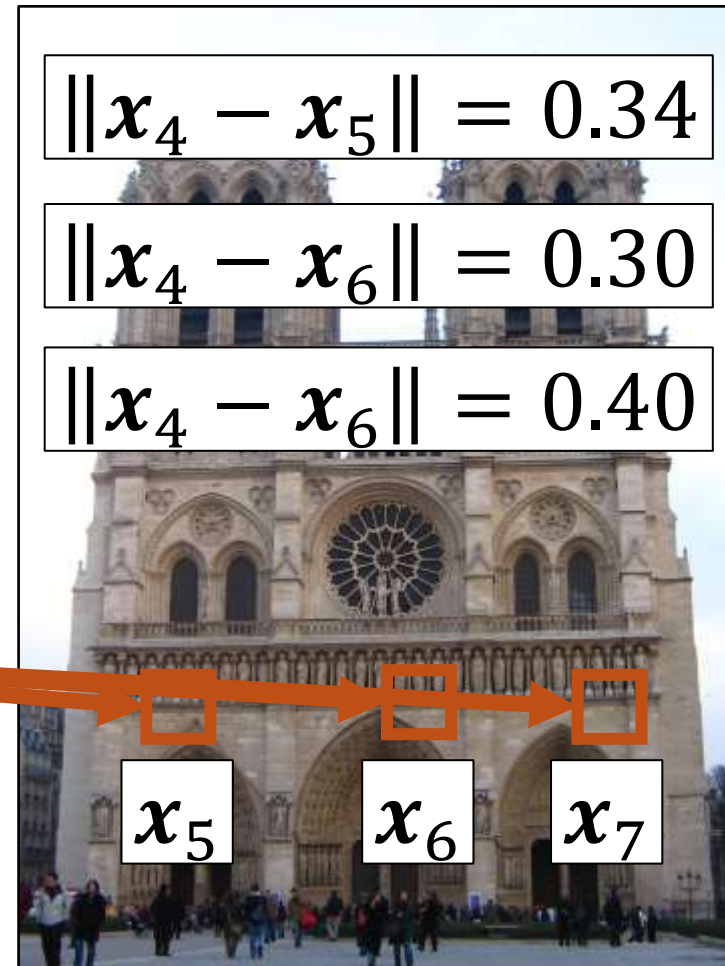 ‖𝒙₄ − 𝒙₅‖ = 0.34
‖𝒙₄ − 𝒙₆‖ = 0.30
‖𝒙₄ − 𝒙₆‖ = 0.40
𝒙₅ 𝒙₆ 𝒙₇